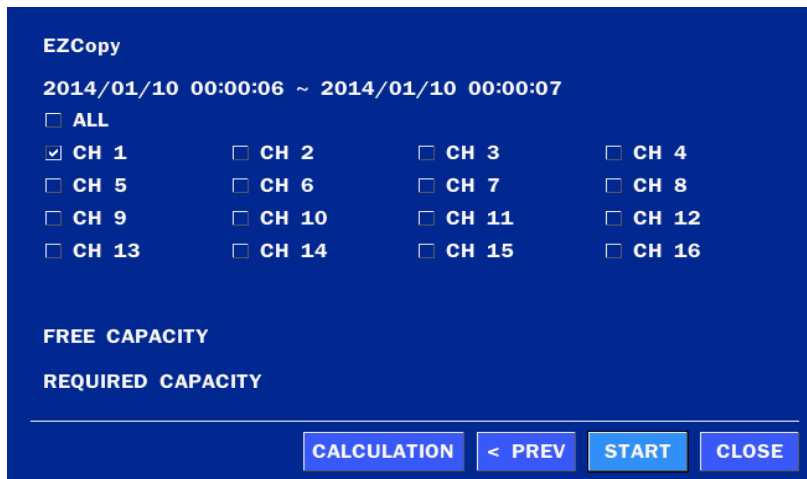 EZCopy
2014/01/10 00:00:06 ~ 2014/01/10 00:00:07
ALL
CH 1 CH 2 CH 3 CH 4
CH 5 CH 6 CH 7 CH 8
CH 9 CH 10 CH 11 CH 12
CH 13 CH 14 CH 15 CH 16
FREE CAPACITY
REQUIRED CAPACITY
CALCULATION < PREV START CLOSE